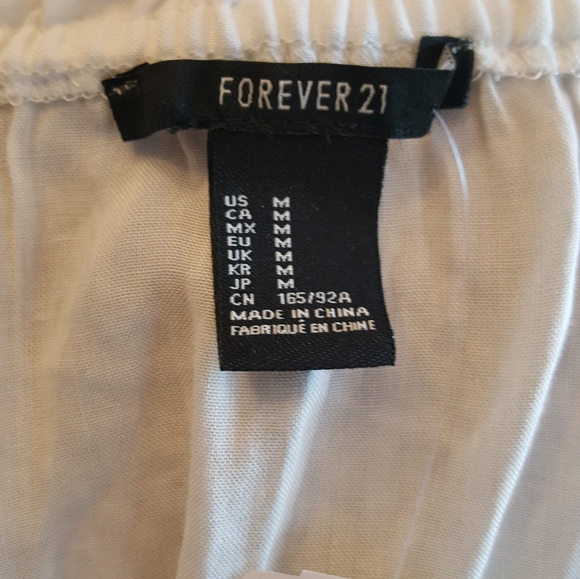 FOREVER 21
US M
CA M
MX M
EU M
UK M
KR M
JP M
CN 165/92A
MADE IN CHINA
FABRIQUÉ EN CHINE